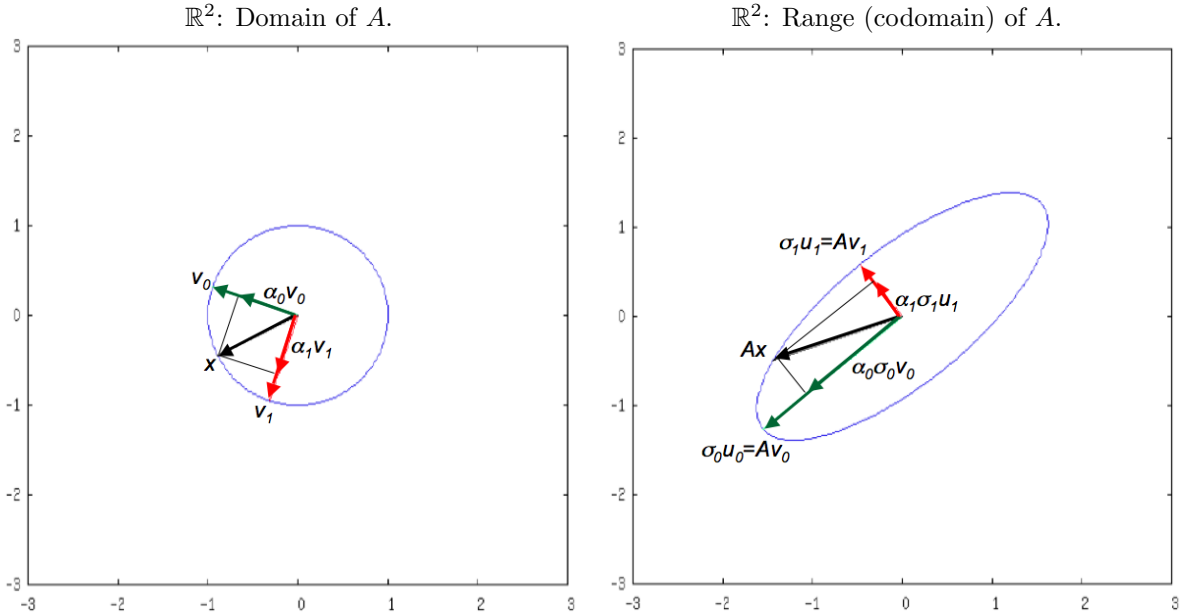 ℝ²: Domain of A.
3
2
1
0
-1
-2
-3
-3
-2
-1
0
1
2
3
v₀
α₀v₀
x
α₁v₁
v₁
ℝ²: Range (codomain) of A.
3
2
1
0
-1
-2
-3
-3
-2
-1
0
1
2
3
σ₁u₁=Av₁
α₁σ₁u₁
Ax
α₀σ₀v₀
σ₀u₀=Av₀